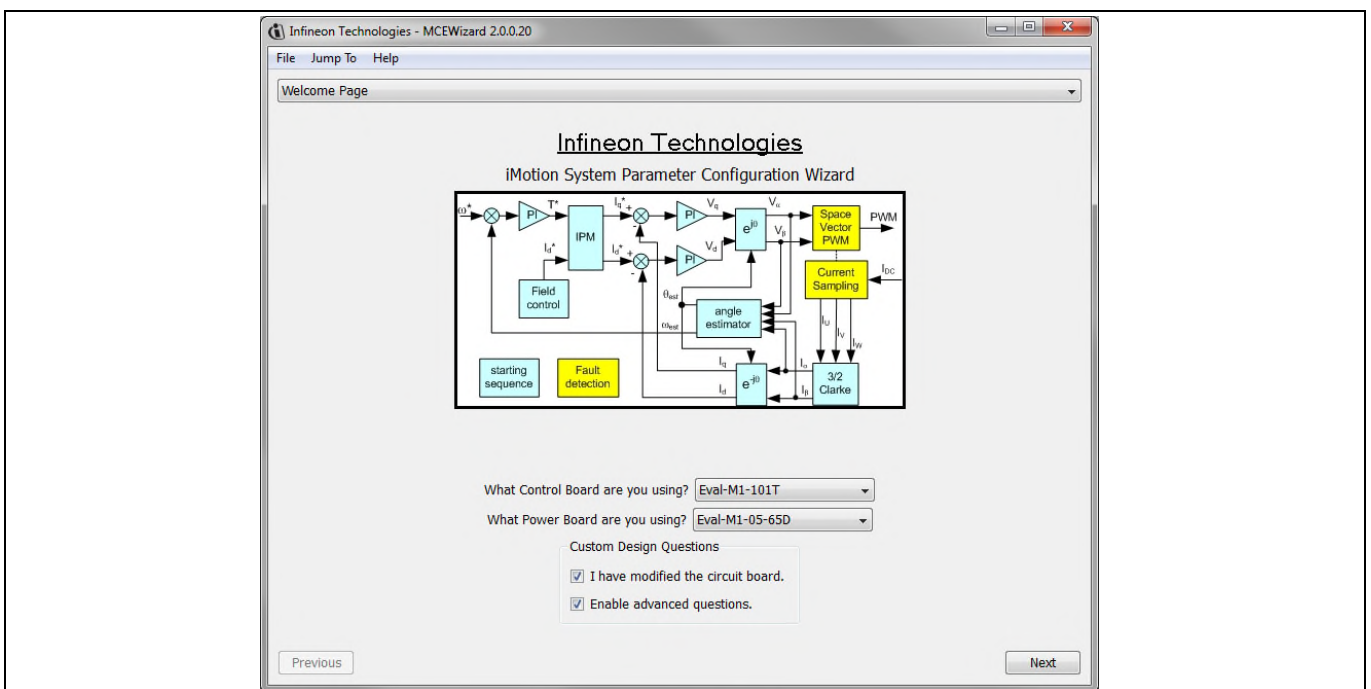 Infineon Technologies - MCEWizard 2.0.0.20
File Jump To Help
Welcome Page
Infineon Technologies
iMotion System Parameter Configuration Wizard
ω*
PI
T*
IPM
Iq*
+
-
PI
Vq
e^jθ
Vα
Vβ
Space
Vector
PWM
PWM
Id*
Id*
+
-
PI
Vd
Current
Sampling
IDC
Field
control
θest
angle
estimator
ωest
IU
IV
IW
starting
sequence
Fault
detection
Iq
Id
e^-jθ
Iα
Iβ
3/2
Clarke
What Control Board are you using? Eval-M1-101T
What Power Board are you using? Eval-M1-05-65D
Custom Design Questions
I have modified the circuit board.
Enable advanced questions.
Previous Next